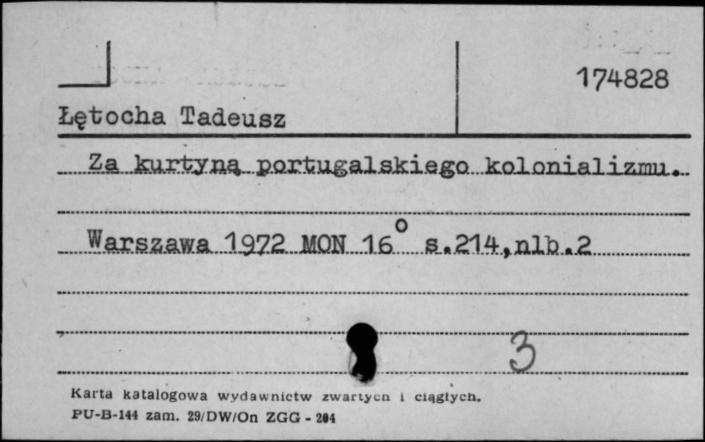 174828
Łętocha Tadeusz
Za kurtyną portugalskiego kolonializmu.
Warszawa 1972 MON 16° s.214,nlb.2
3
Karta katalogowa wydawnictw zwartych i ciągłych.
PU-B-144 zam. 29/DW/On ZGG - 204